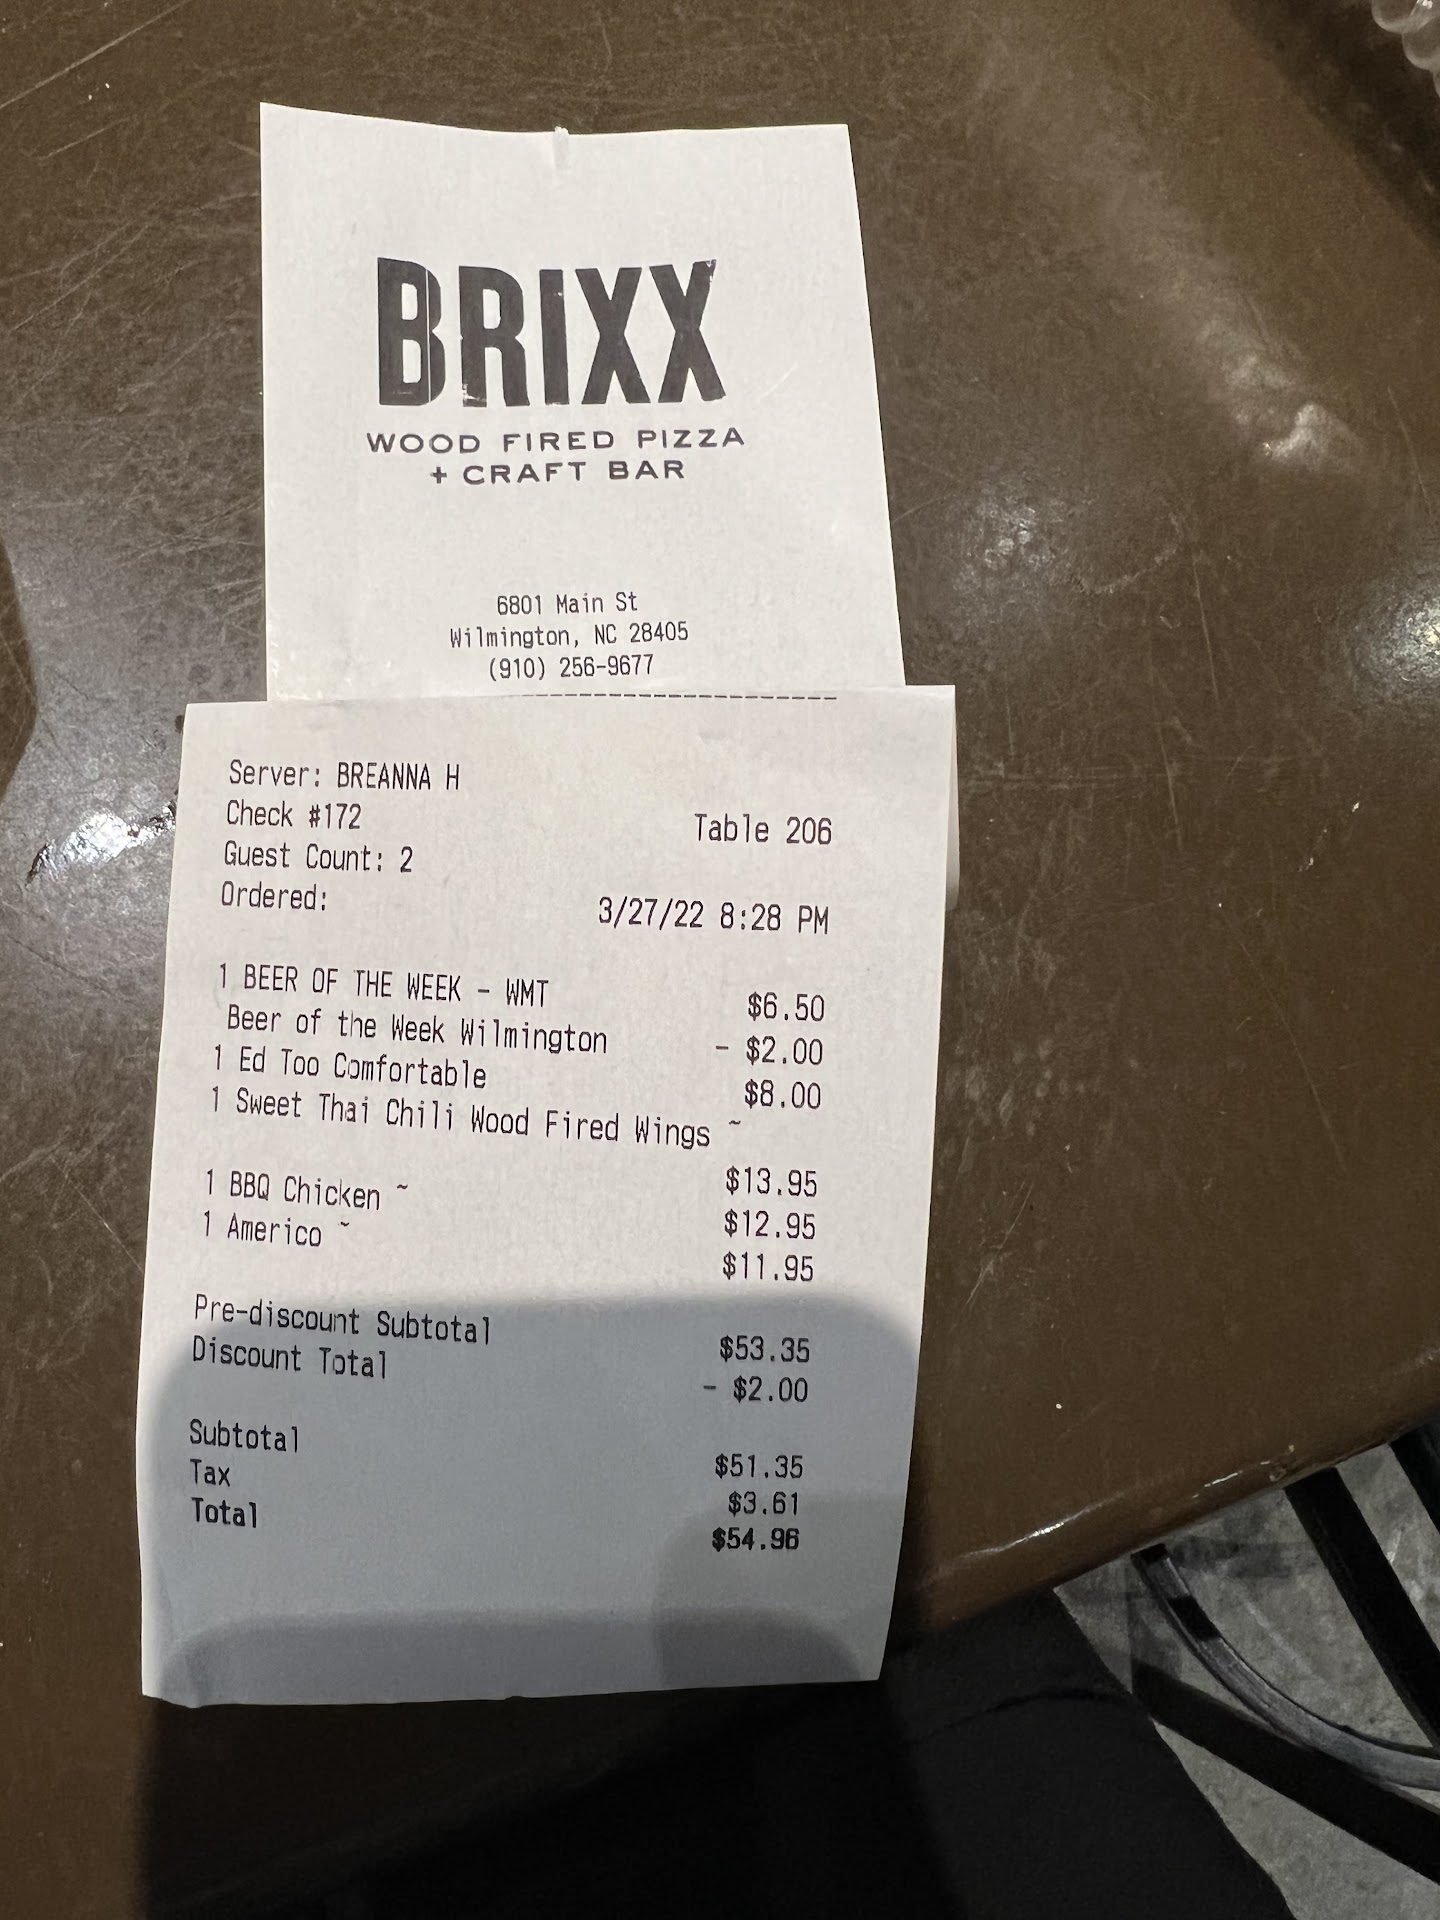 BRIXX
WOOD FIRED PIZZA
+ CRAFT BAR
6801 Main St
Wilmington, NC 28405
(910) 256-9677
Server: BREANNA H
Check #172 Table 206
Guest Count: 2
Ordered: 3/27/22 8:28 PM
1 BEER OF THE WEEK - WMT $6.50
Beer of the Week Wilmington - $2.00
1 Ed Too Comfortable $8.00
1 Sweet Thai Chili Wood Fired Wings ~
$13.95
1 BBQ Chicken ~ $12.95
1 Americo ~ $11.95
Pre-discount Subtotal $53.35
Discount Total - $2.00
Subtotal $51.35
Tax $3.61
Total $54.96